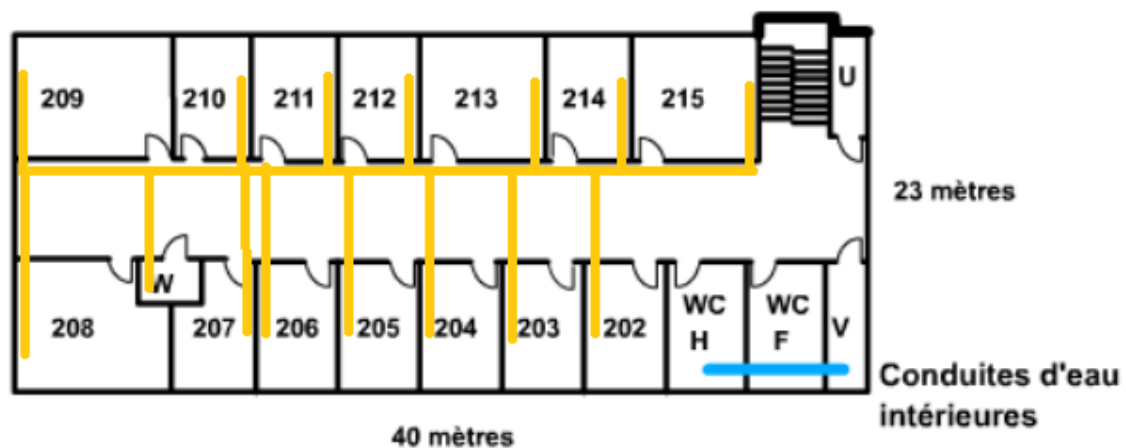 U
209 210 211 212 213 214 215
23 mètres
W
WC WC
208 207 206 205 204 203 202 H F V
Conduites d'eau
intérieures
40 mètres